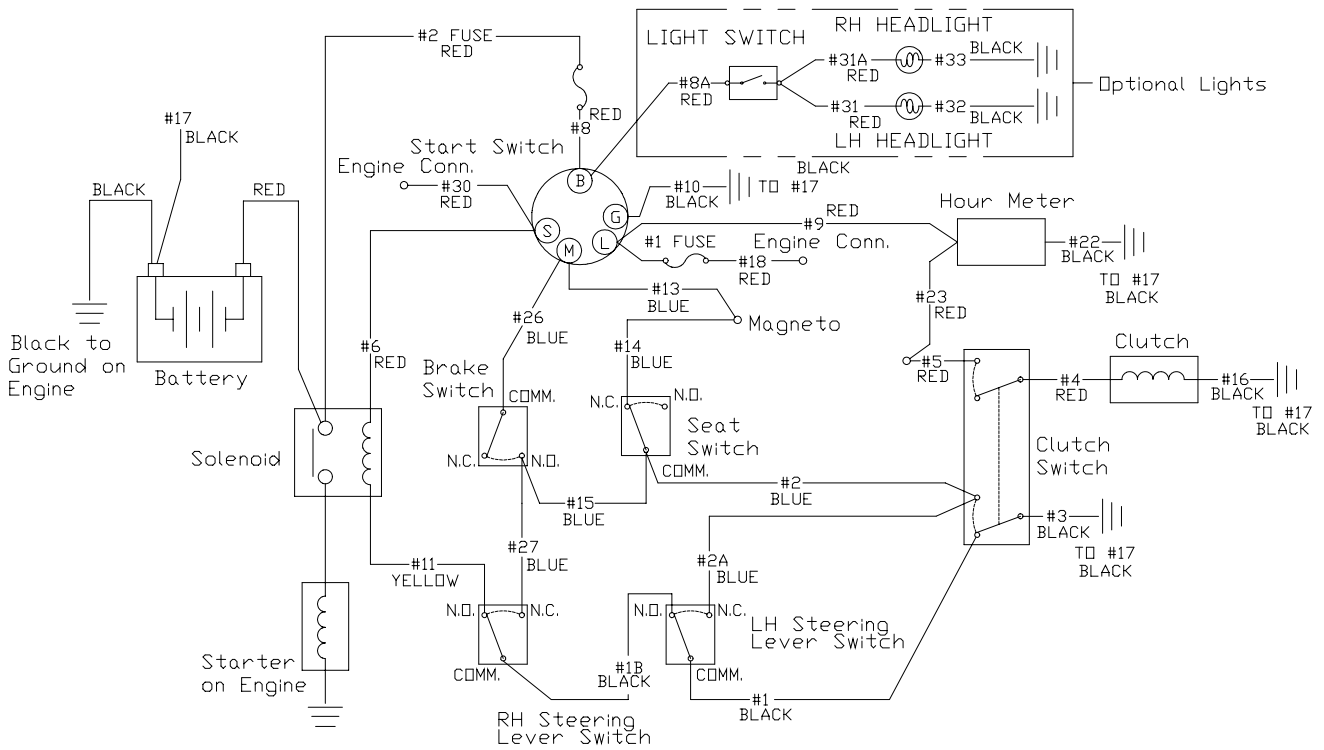 #2 FUSE
RED
RED
#8
LIGHT SWITCH
RH HEADLIGHT
BLACK
#31A
RED
#33
#8A
RED
#31
RED
#32
BLACK
LH HEADLIGHT
Optional Lights
#17
BLACK
Start Switch
Engine Conn.
#30
RED
B
G
S
M
L
BLACK
#10
BLACK
TO #17
BLACK
RED
RED
#9
Hour Meter
#1 FUSE
Engine Conn.
#18
RED
#22
BLACK
TO #17
BLACK
#13
BLUE
#23
RED
Magneto
#26
BLUE
#14
BLUE
#6
RED
Black to
Ground on
Engine
Battery
Brake
Switch
COMM.
N.C.
N.O.
N.C.
N.O.
Seat
Switch
COMM.
#5
RED
Clutch
#4
RED
#16
BLACK
TO #17
BLACK
Clutch
Switch
Solenoid
#15
BLUE
#2
BLUE
#3
BLACK
TO #17
BLACK
#27
BLUE
#2A
BLUE
#11
YELLOW
N.O.
N.C.
COMM.
N.O.
N.C.
COMM.
LH Steering
Lever Switch
Starter
on Engine
#1B
BLACK
#1
BLACK
RH Steering
Lever Switch